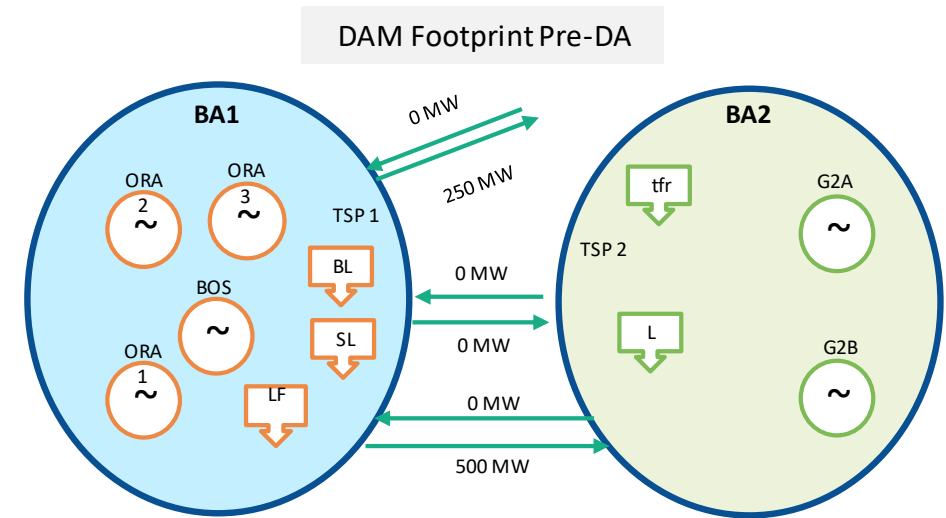 DAM Footprint Pre-DA
BA1
BA2
0 MW
250 MW
ORA
2
~
ORA
3
~
TSP 1
tfr
G2A
~
TSP 2
BL
0 MW
BOS
~
SL
0 MW
L
G2B
~
ORA
1
~
LF
0 MW
500 MW